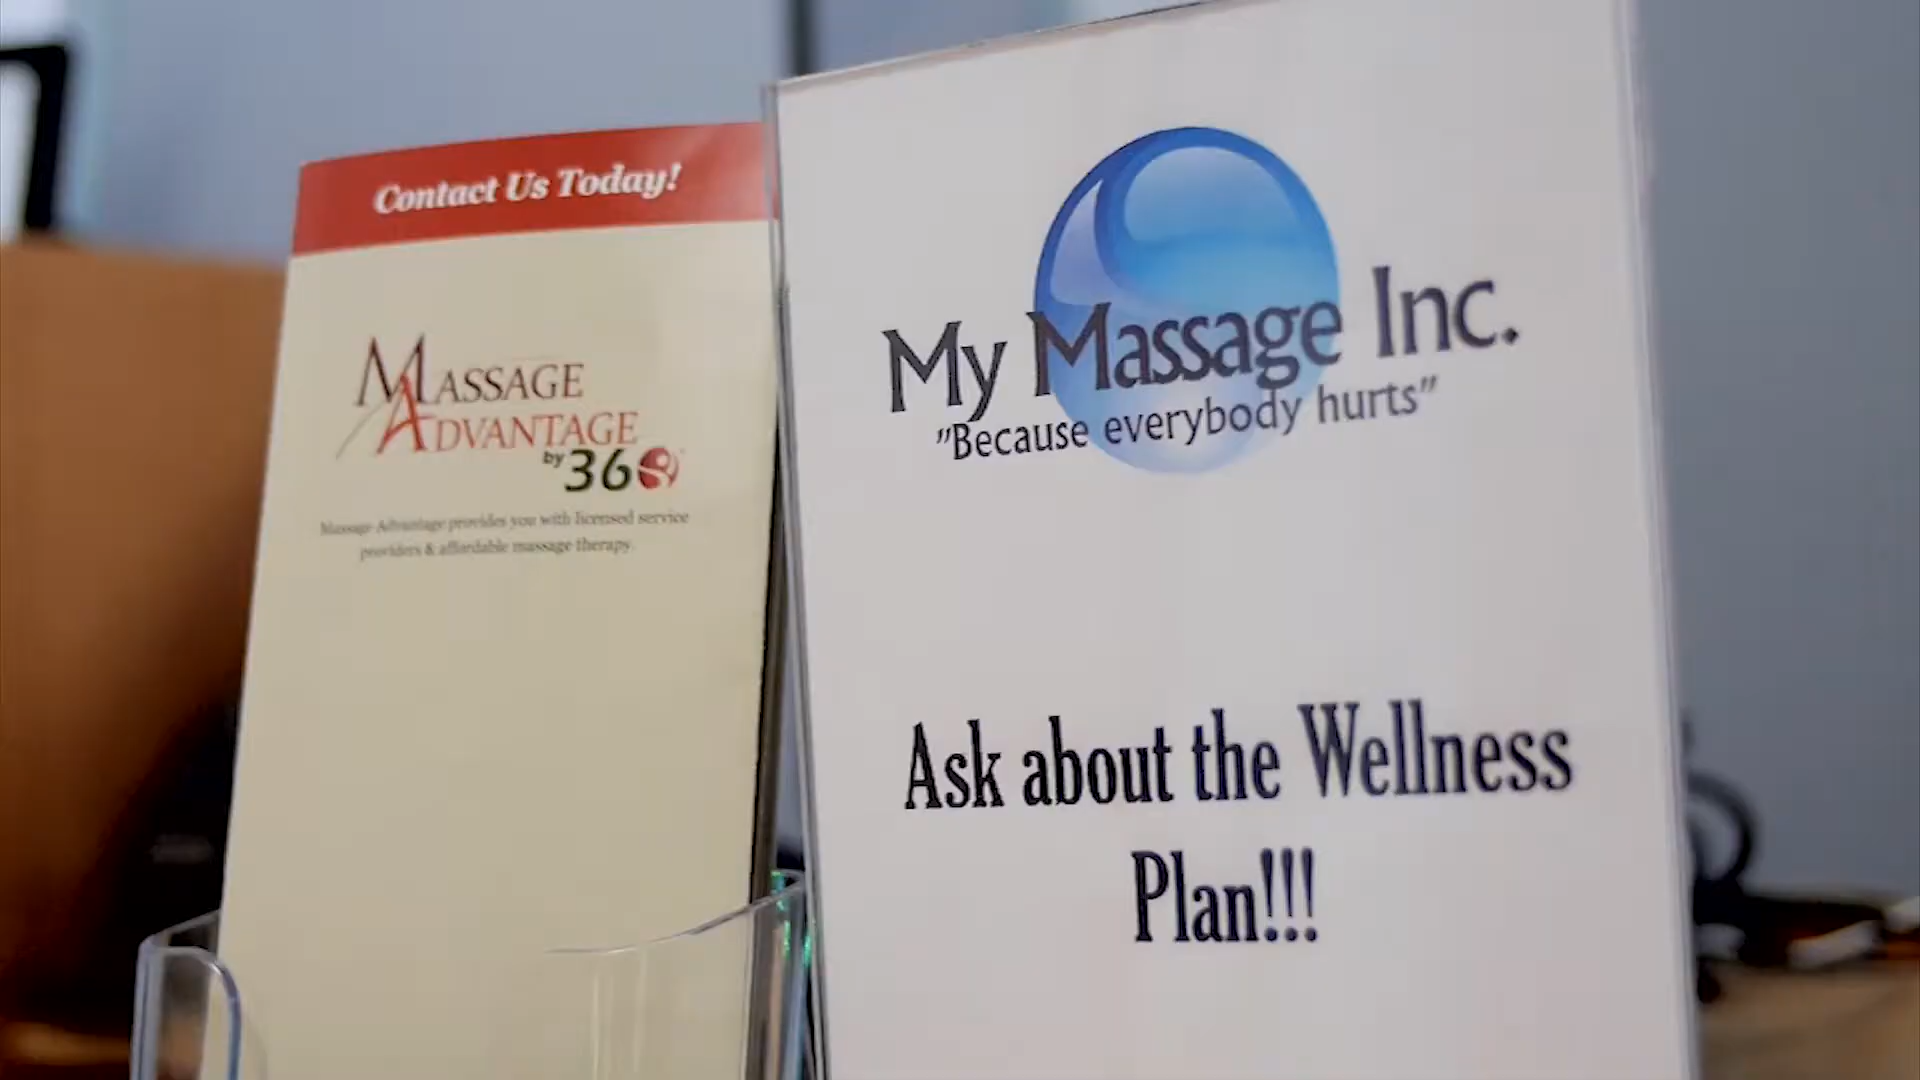 Contact Us Today!
MASSAGE
ADVANTAGE
by 360
Massage Advantage provides you with licensed service
providers & affordable massage therapy.
My Massage Inc.
"Because everybody hurts"
Ask about the Wellness
Plan!!!